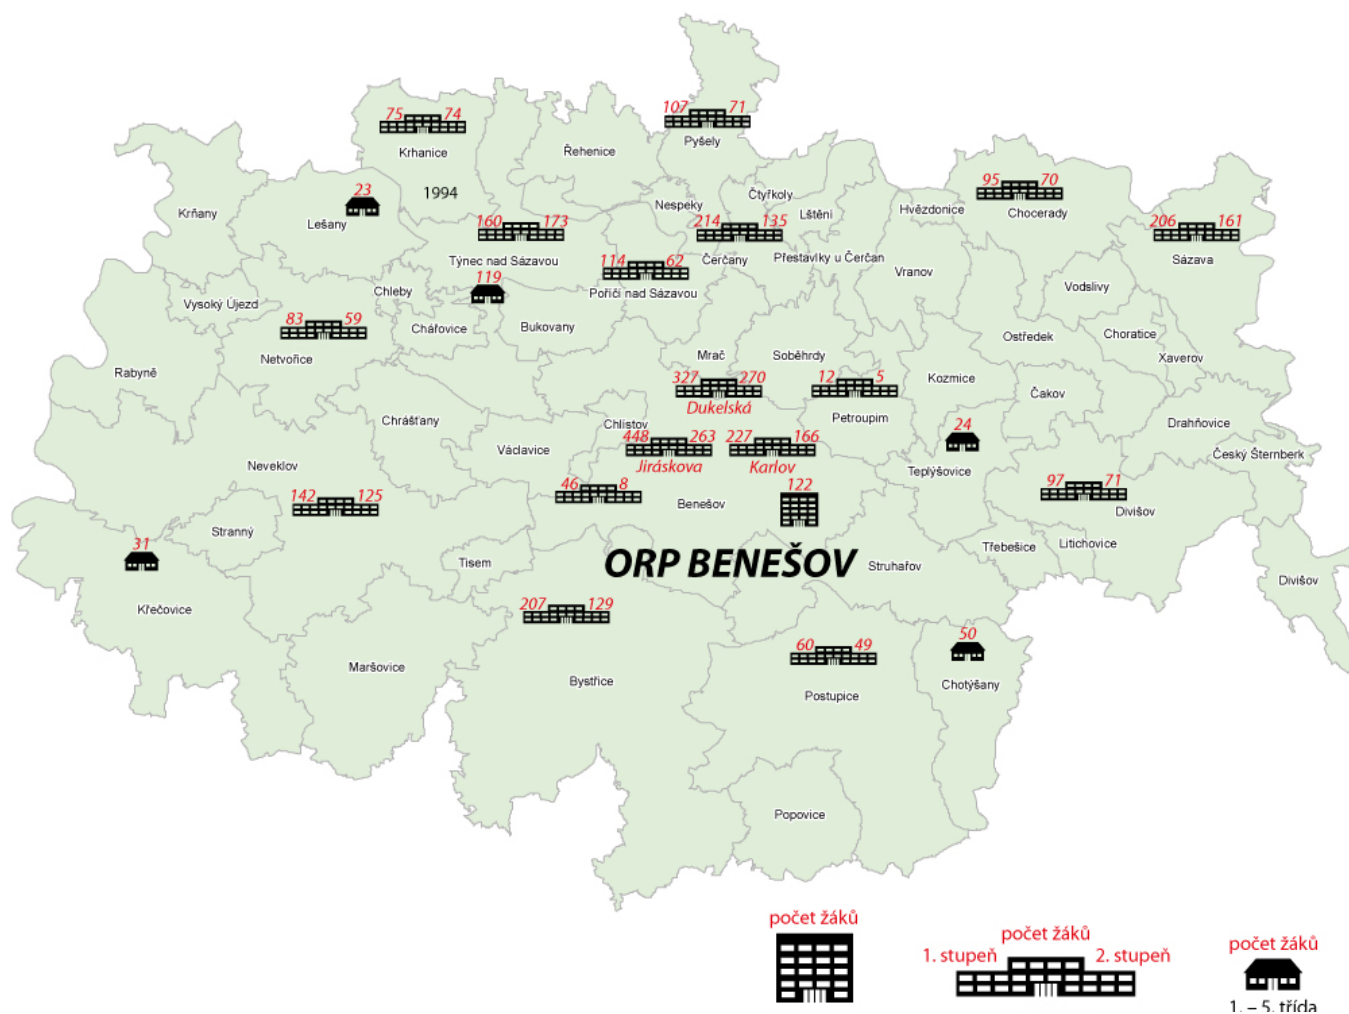 107 71
Pyšely
75 74
Krhanice
1994
Řehenice
23
Lešany
Krňany
Nespeky
Čtyřkoly
Lštění
Hvězdonice
95 70
Chocerady
206 161
Sázava
160 173
Týnec nad Sázavou
214 135
Čerčany
Přestavlky u Čerčan
Vranov
114 62
Poříčí nad Sázavou
119
Chleby
Vysoký Újezd
Vodslivy
83 59
Netvořice
Chářovice
Bukovany
Ostředek
Choratice
Xaverov
Rabyně
Mrač
Soběhrdy
327 270
Dukelská
12 5
Petroupim
Kozmice
Čakov
Chrášťany
Chlístov
Drahňovice
Václavice
448 263
Jiráskova
227 166
Karlov
24
Teplýšovice
Český Šternberk
Neveklov
142 125
46 8
Benešov
122
97 71
Divišov
Stranný
31
Křečovice
Tisem
ORP BENEŠOV
Struhařov
Třebešice
Litichovice
Divišov
207 129
Bystřice
Maršovice
60 49
Postupice
50
Chotýšany
Popovice
počet žáků
počet žáků
1. stupeň 2. stupeň
počet žáků
1. – 5. třída